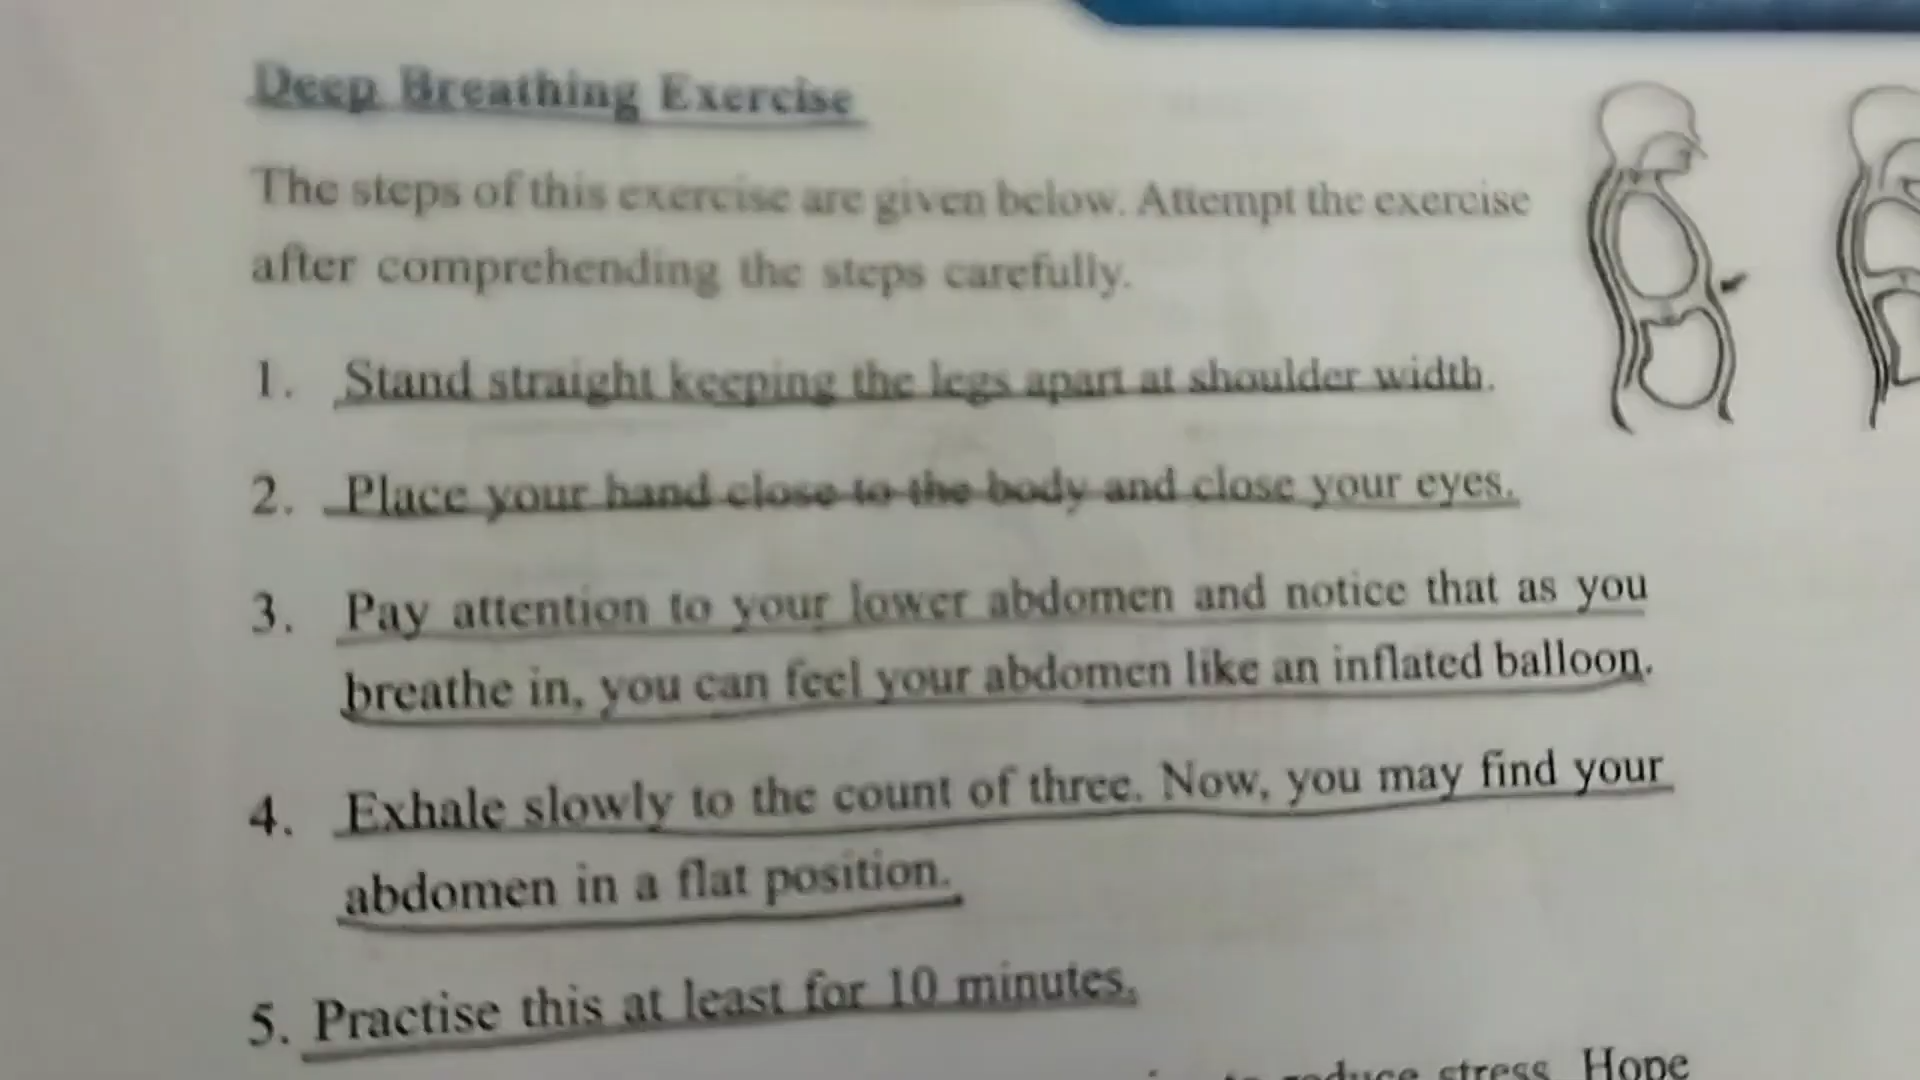 Deep Breathing Exercise
The steps of this exercise are given below. Attempt the exercise
after comprehending the steps carefully.
1. Stand straight keeping the legs apart at shoulder width.
2. Place your hand close to the body and close your eyes.
3. Pay attention to your lower abdomen and notice that as you
breathe in, you can feel your abdomen like an inflated balloon.
4. Exhale slowly to the count of three. Now, you may find your
abdomen in a flat position.
5. Practise this at least for 10 minutes.
to reduce stress. Hope